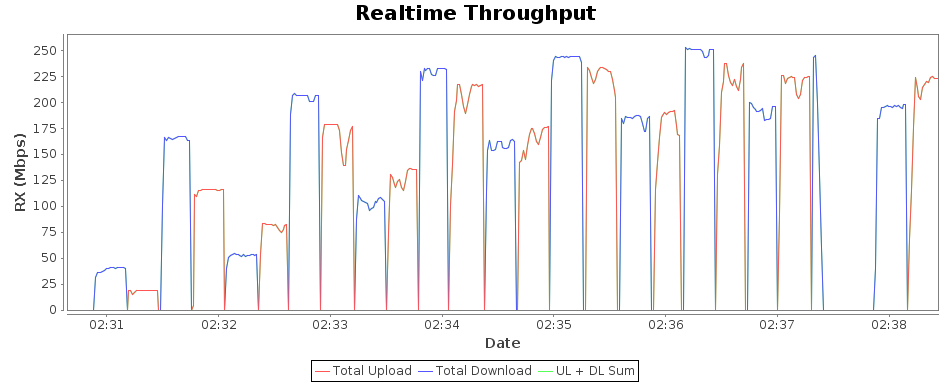 Realtime Throughput
RX (Mbps)
250
225
200
175
150
125
100
75
50
25
0
02:31 02:32 02:33 02:34 02:35 02:36 02:37 02:38
Date
Total Upload Total Download UL + DL Sum